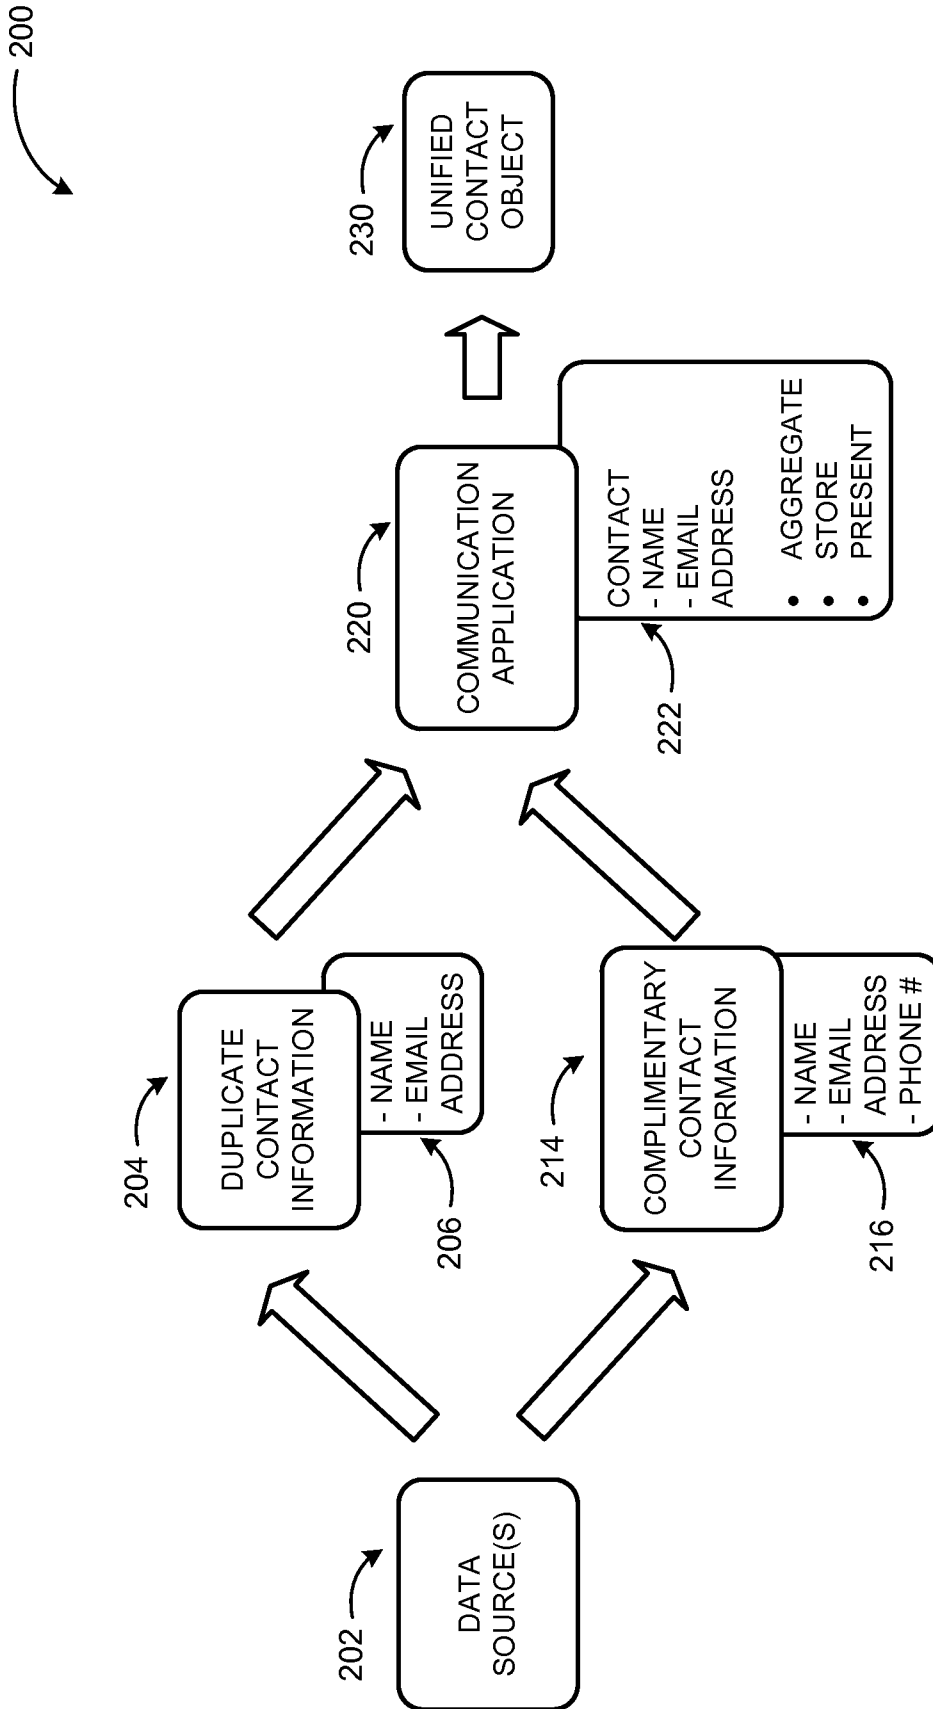 200
202
DATA
SOURCE(S)
204
DUPLICATE
CONTACT
INFORMATION
- NAME
- EMAIL
ADDRESS
206
214
COMPLIMENTARY
CONTACT
INFORMATION
- NAME
- EMAIL
ADDRESS
- PHONE #
216
220
COMMUNICATION
APPLICATION
CONTACT
- NAME
- EMAIL
ADDRESS
• AGGREGATE
• STORE
• PRESENT
222
230
UNIFIED
CONTACT
OBJECT